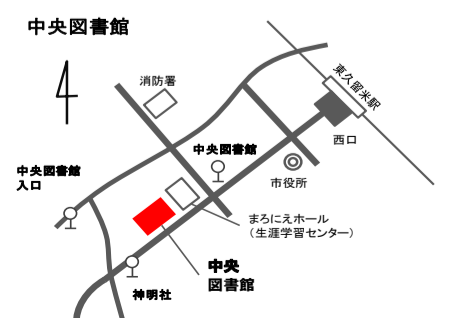 中央図書館
東久留米駅
消防署
西口
中央図書館
中央図書館
入口
市役所
まろにえホール
（生涯学習センター）
中央
図書館
神明社